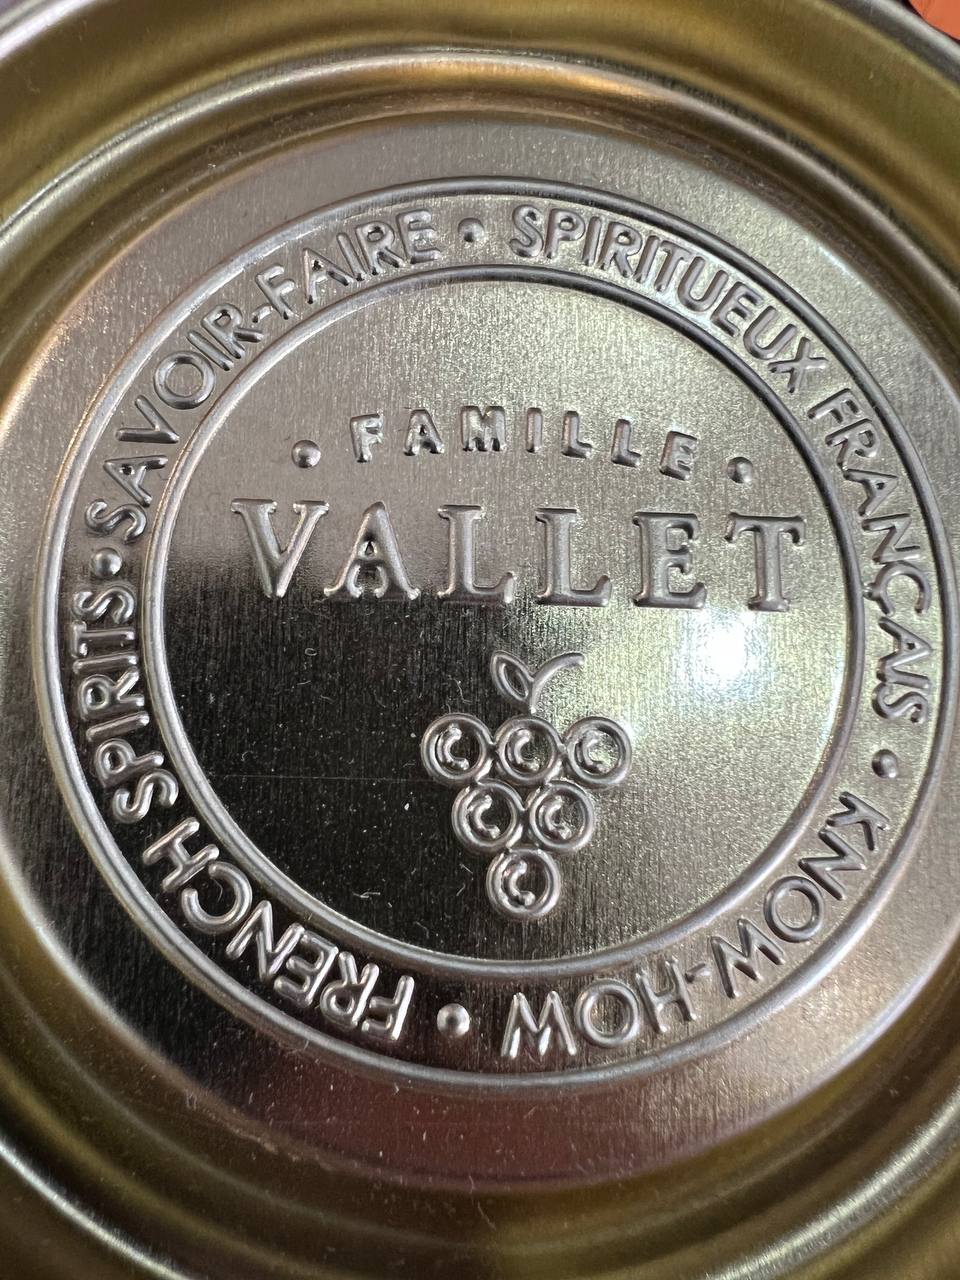 SAVOIR-FAIRE • SPIRITUEUX FRANÇAIS • KNOW-HOW • FRENCH SPIRITS •
• FAMILLE •
VALLET